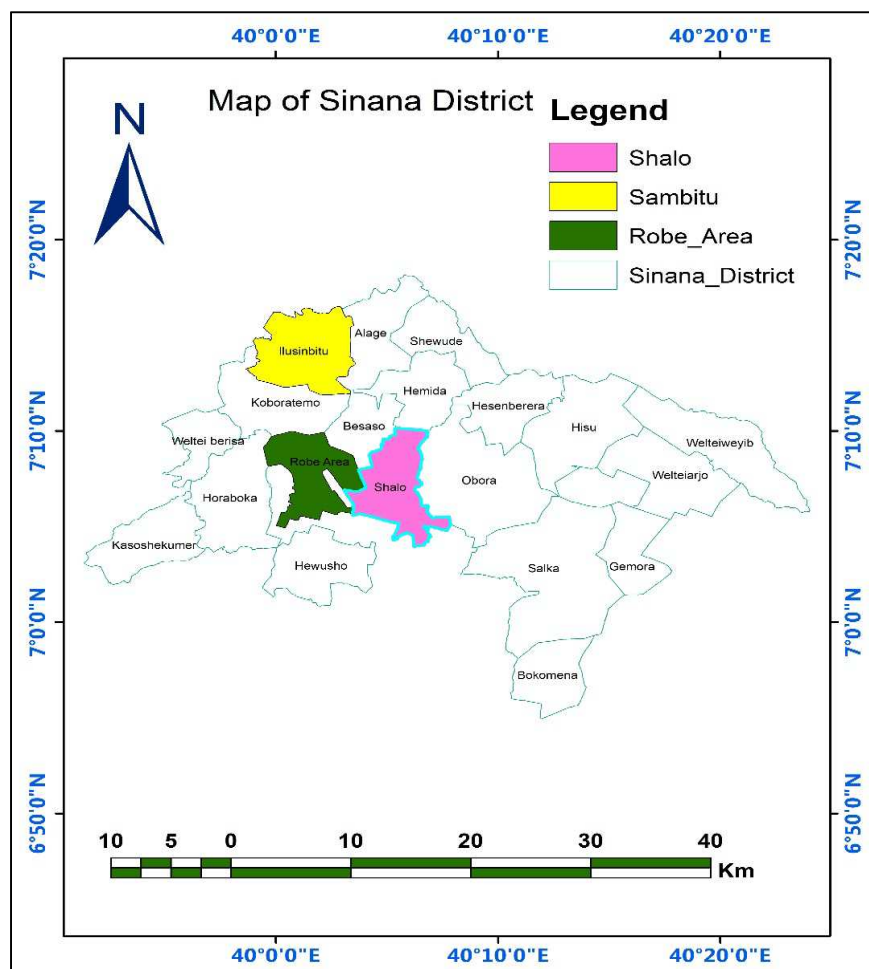 40°0'0"E 40°10'0"E 40°20'0"E
Map of Sinana District
Legend
N
Shalo
Sambitu
Robe_Area
Sinana_District
7°20'0"N 7°20'0"N
Alage
Shewude
Ilusinbitu
Hemida
Koboratemo
Hesenberera
Besaso
Hisu
7°10'0"N 7°10'0"N
Weltei berisa
Welteiweyib
Robe Area
Welteiarjo
Obora
Shalo
Horaboka
Kasoshekumer
Hewusho
Salka
Gemora
7°0'0"N 7°0'0"N
Bokomena
6°50'0"N 6°50'0"N
10 5 0 10 20 30 40
Km
40°0'0"E 40°10'0"E 40°20'0"E